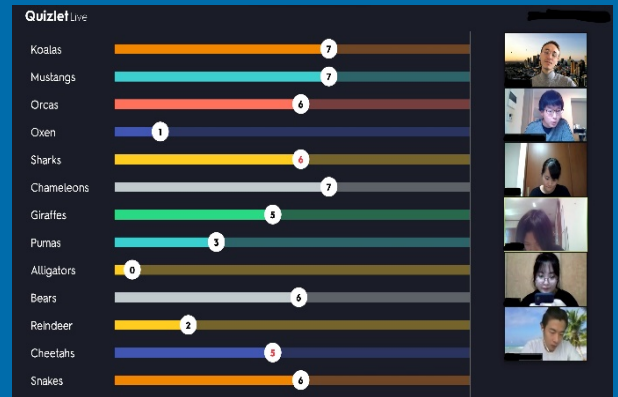 Quizlet Live
Koalas 7
Mustangs 7
Orcas 6
Oxen 1
Sharks 6
Chameleons 7
Giraffes 5
Pumas 3
Alligators 0
Bears 6
Reindeer 2
Cheetahs 5
Snakes 6